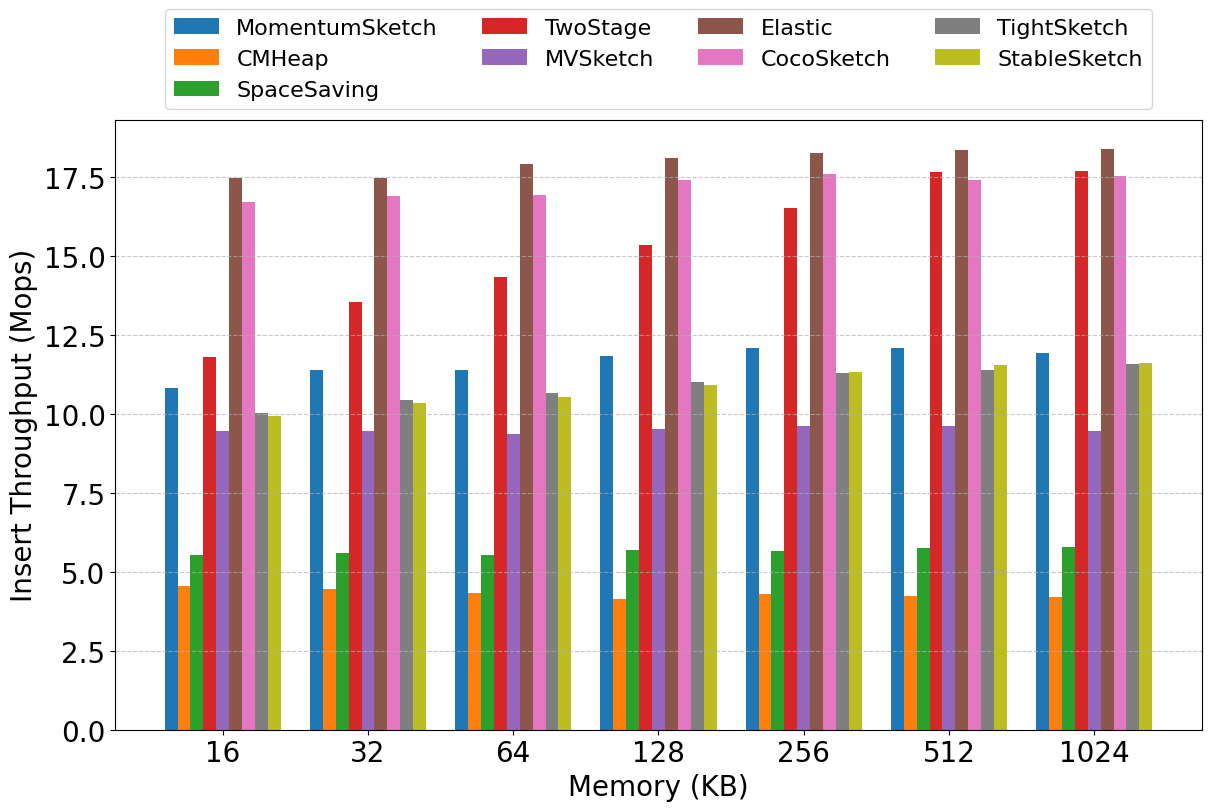 MomentumSketch TwoStage Elastic TightSketch
CMHeap MVSketch CocoSketch StableSketch
SpaceSaving
17.5
15.0
12.5
10.0
7.5
5.0
2.5
0.0
Insert Throughput (Mops)
16 32 64 128 256 512 1024
Memory (KB)